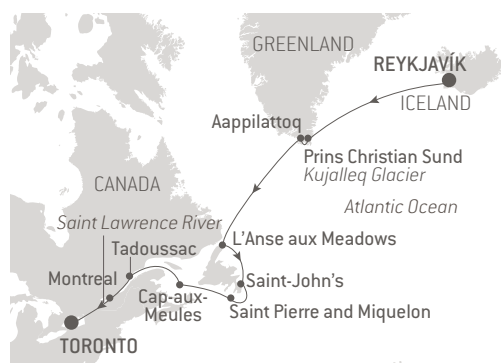 GREENLAND
REYKJAVÍK
ICELAND
Aappilattoq
Prins Christian Sund
Kujalleq Glacier
CANADA
Atlantic Ocean
Saint Lawrence River
L'Anse aux Meadows
Tadoussac
Montreal
Saint-John's
Cap-aux-
Meules
Saint Pierre and Miquelon
TORONTO